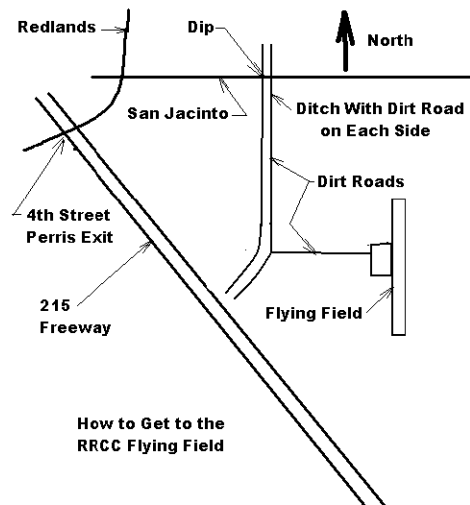 Redlands
Dip
North
San Jacinto
Ditch With Dirt Road
on Each Side
Dirt Roads
4th Street
Perris Exit
215
Freeway
Flying Field
How to Get to the
RRCC Flying Field